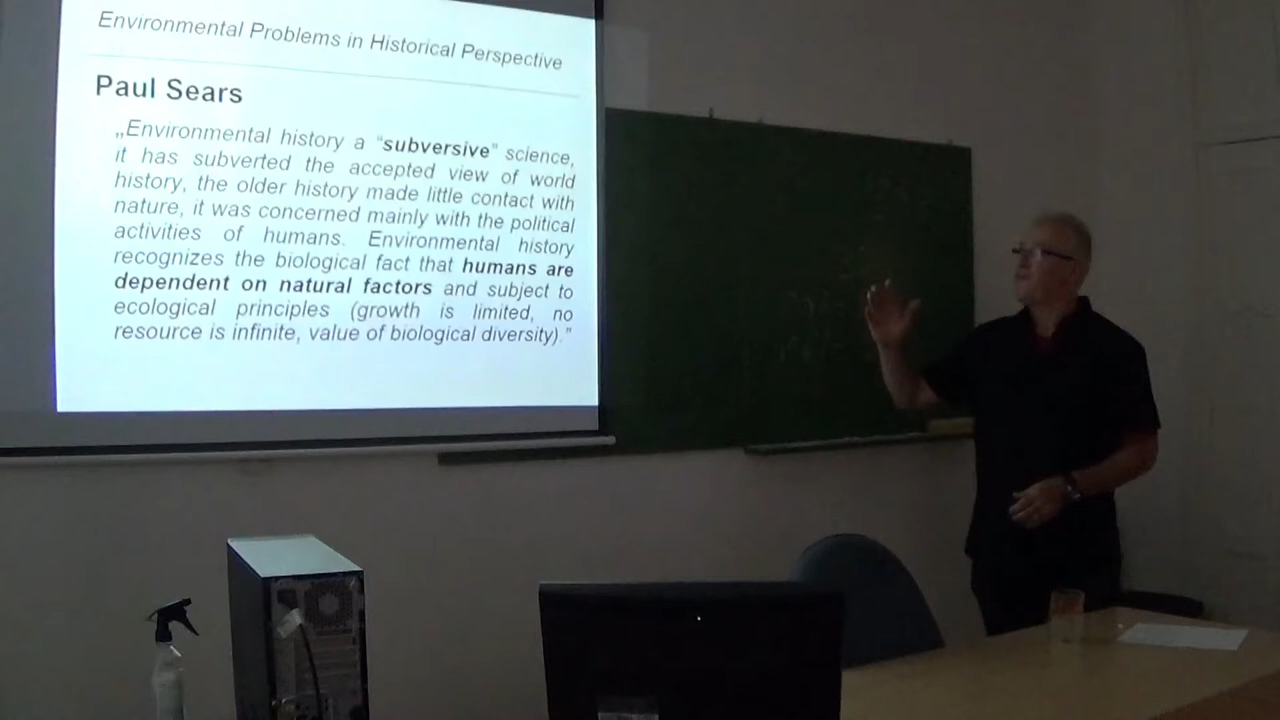 Environmental Problems in Historical Perspective
Paul Sears
„Environmental history a “subversive” science,
it has subverted the accepted view of world
history, the older history made little contact with
nature, it was concerned mainly with the political
activities of humans. Environmental history
recognizes the biological fact that humans are
dependent on natural factors and subject to
ecological principles (growth is limited, no
resource is infinite, value of biological diversity).”